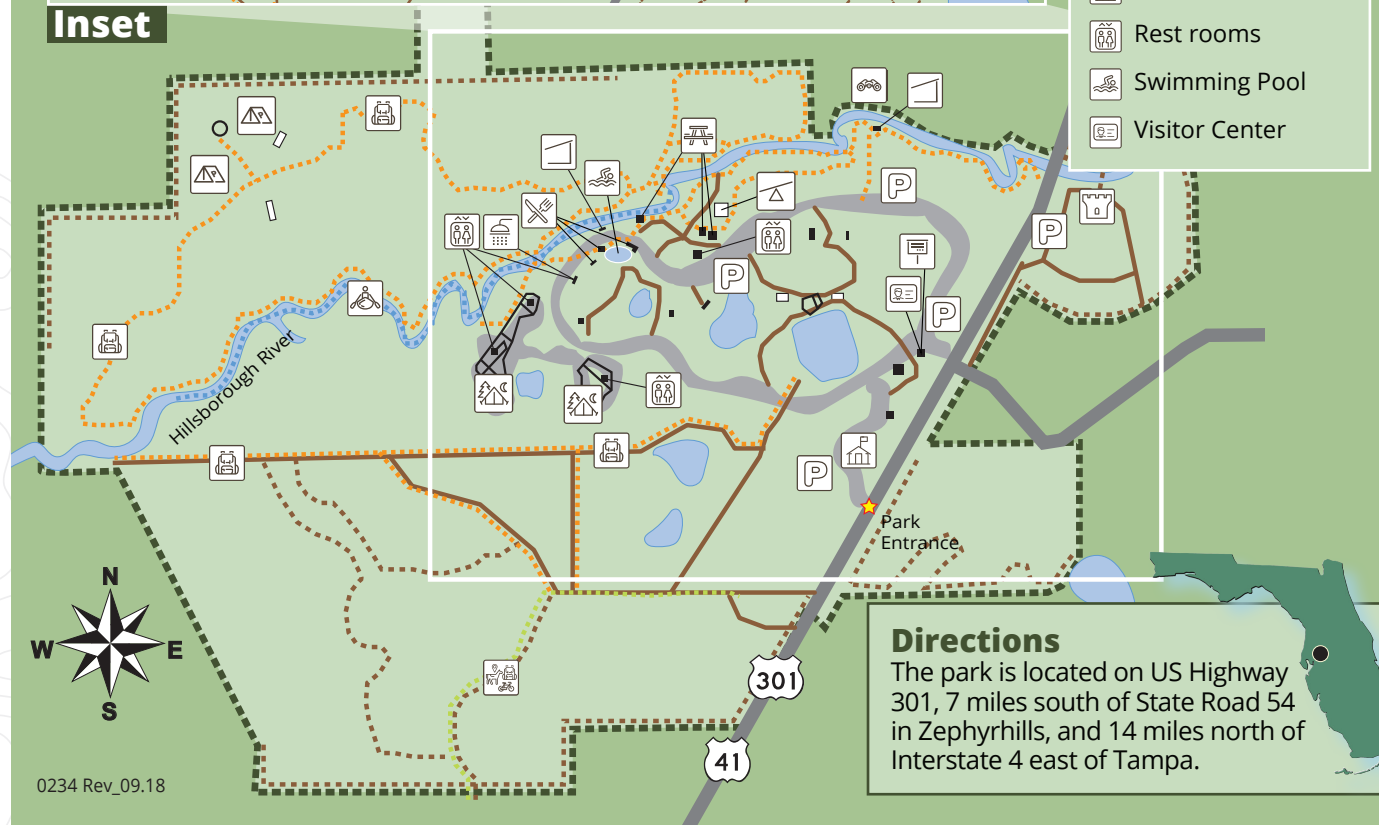 Inset
Rest rooms
Swimming Pool
Visitor Center
P
P
P
P
P
Hillsborough River
Park
Entrance
N
W E
S
301
41
Directions
The park is located on US Highway
301, 7 miles south of State Road 54
in Zephyrhills, and 14 miles north of
Interstate 4 east of Tampa.
0234 Rev_09.18